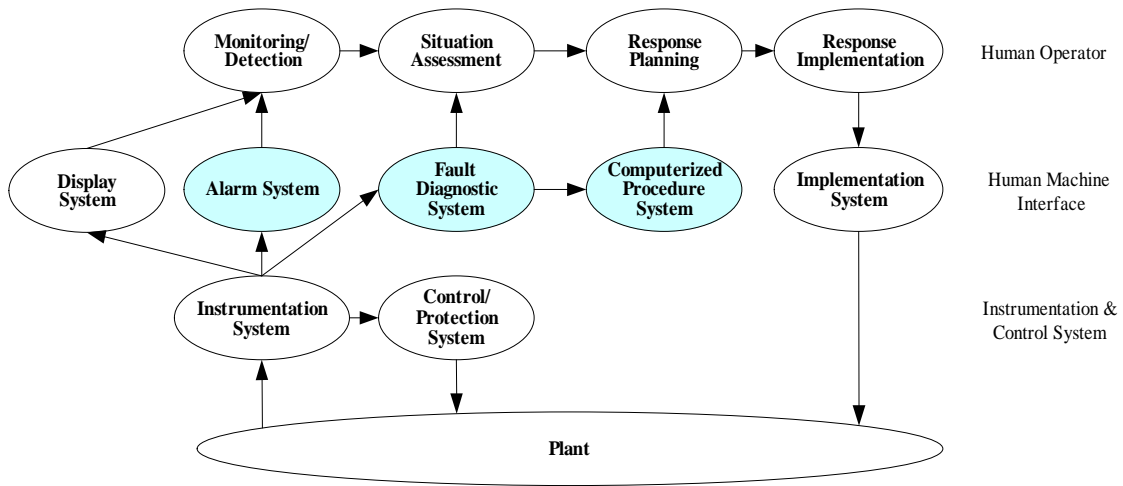 Monitoring/
Detection
Situation
Assessment
Response
Planning
Response
Implementation
Human Operator
Display
System
Alarm System
Fault
Diagnostic
System
Computerized
Procedure
System
Implementation
System
Human Machine
Interface
Instrumentation
System
Control/
Protection
System
Instrumentation &
Control System
Plant